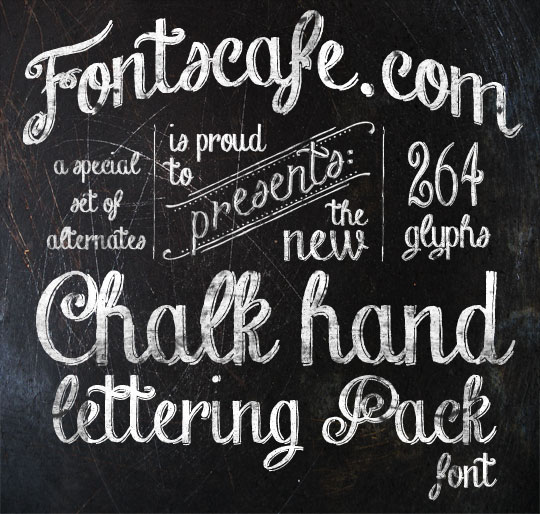 Fontscafe.com
a special
set of
alternates
is proud
to
presents:
the
new
264
glyphs
Chalk hand
lettering Pack
font